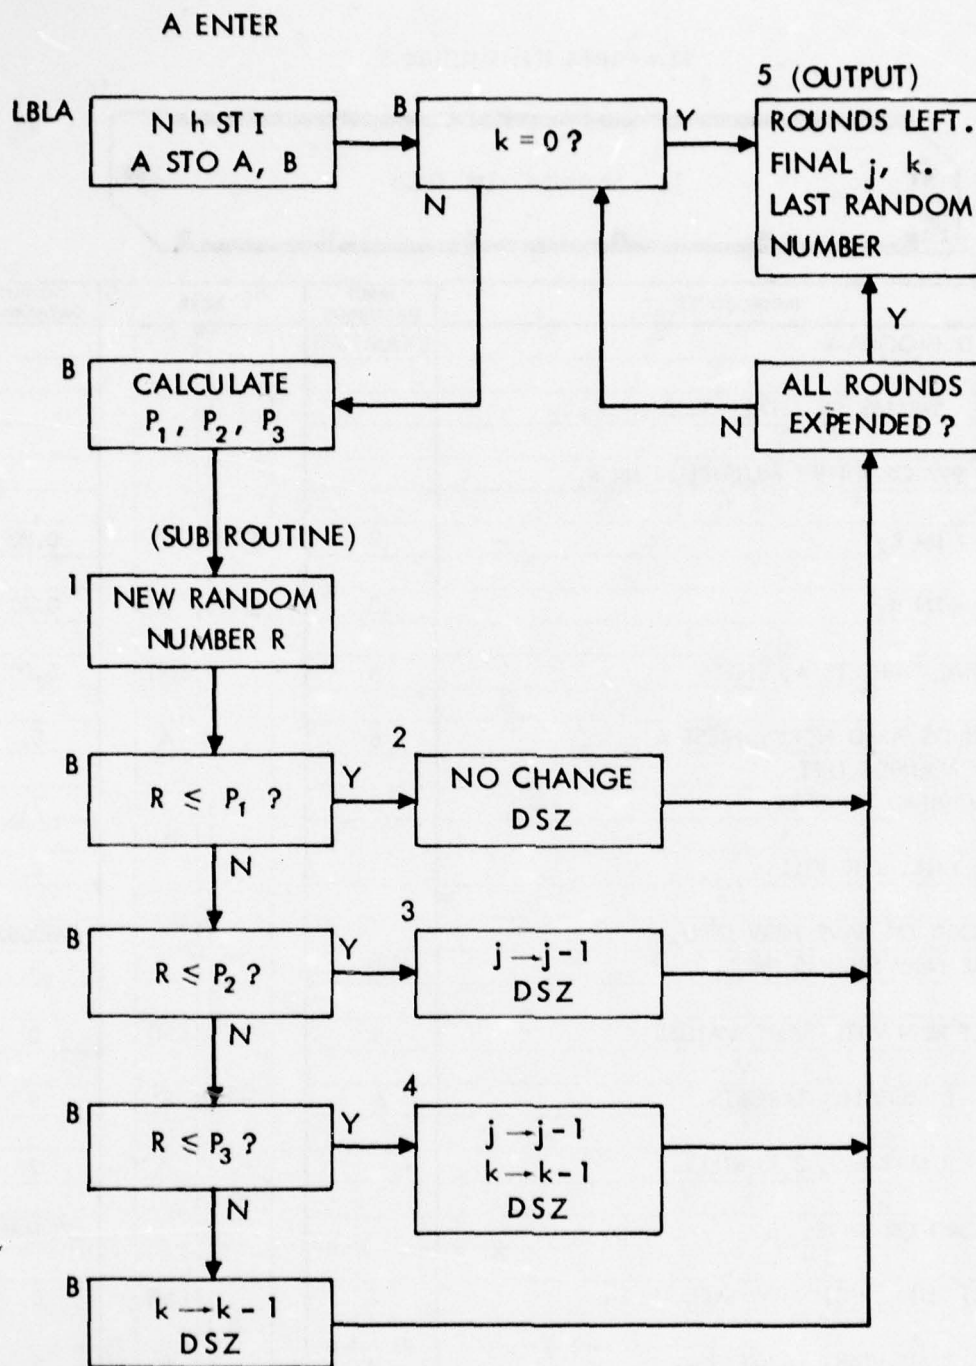 A ENTER
LBLA
N h ST I
A STO A, B
B
k = 0 ?
Y
N
5 (OUTPUT)
ROUNDS LEFT.
FINAL j, k.
LAST RANDOM
NUMBER
Y
ALL ROUNDS
EXPENDED ?
N
B
CALCULATE
P1, P2, P3
(SUB ROUTINE)
1
NEW RANDOM
NUMBER R
B
R ≤ P1 ?
Y
N
2
NO CHANGE
DSZ
B
R ≤ P2 ?
Y
N
3
j → j-1
DSZ
B
R ≤ P3 ?
Y
N
4
j → j-1
k → k-1
DSZ
B
k → k - 1
DSZ